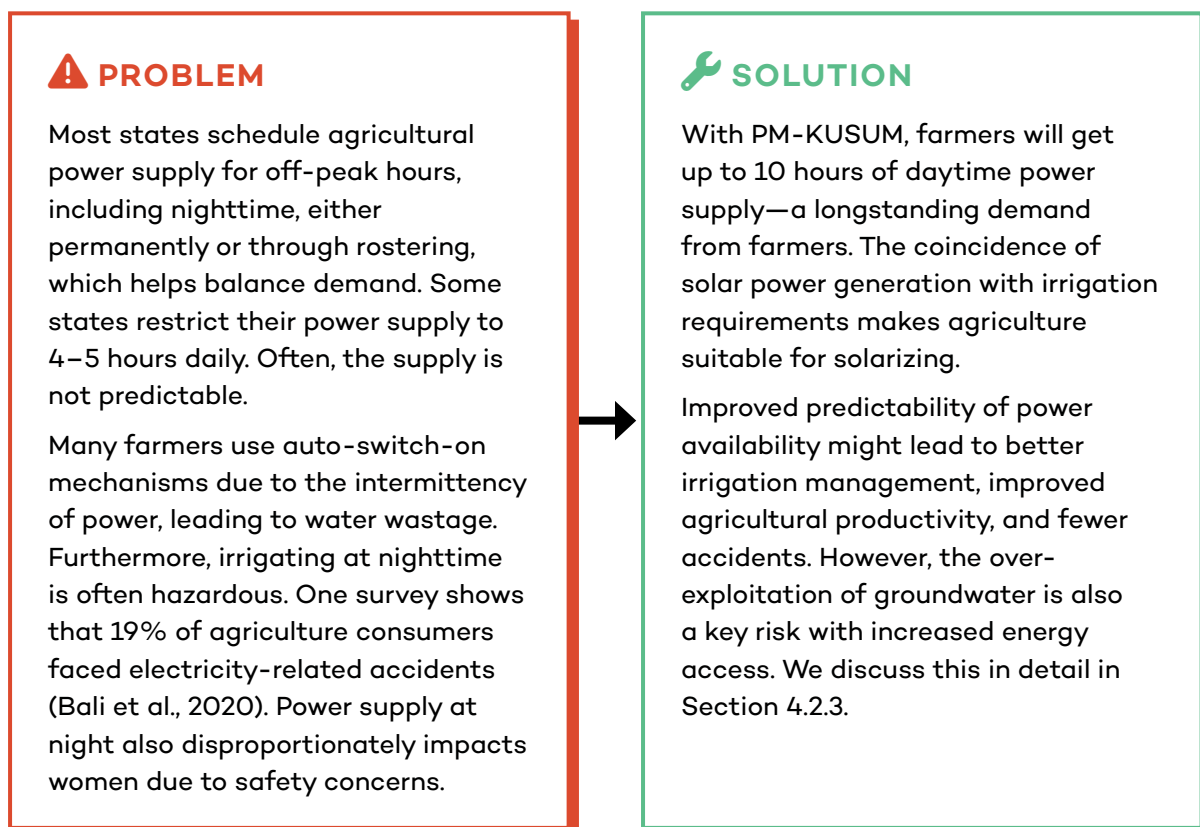 PROBLEM
Most states schedule agricultural
power supply for off-peak hours,
including nighttime, either
permanently or through rostering,
which helps balance demand. Some
states restrict their power supply to
4–5 hours daily. Often, the supply is
not predictable.
Many farmers use auto-switch-on
mechanisms due to the intermittency
of power, leading to water wastage.
Furthermore, irrigating at nighttime
is often hazardous. One survey shows
that 19% of agriculture consumers
faced electricity-related accidents
(Bali et al., 2020). Power supply at
night also disproportionately impacts
women due to safety concerns.
SOLUTION
With PM-KUSUM, farmers will get
up to 10 hours of daytime power
supply—a longstanding demand
from farmers. The coincidence of
solar power generation with irrigation
requirements makes agriculture
suitable for solarizing.
Improved predictability of power
availability might lead to better
irrigation management, improved
agricultural productivity, and fewer
accidents. However, the over-
exploitation of groundwater is also
a key risk with increased energy
access. We discuss this in detail in
Section 4.2.3.